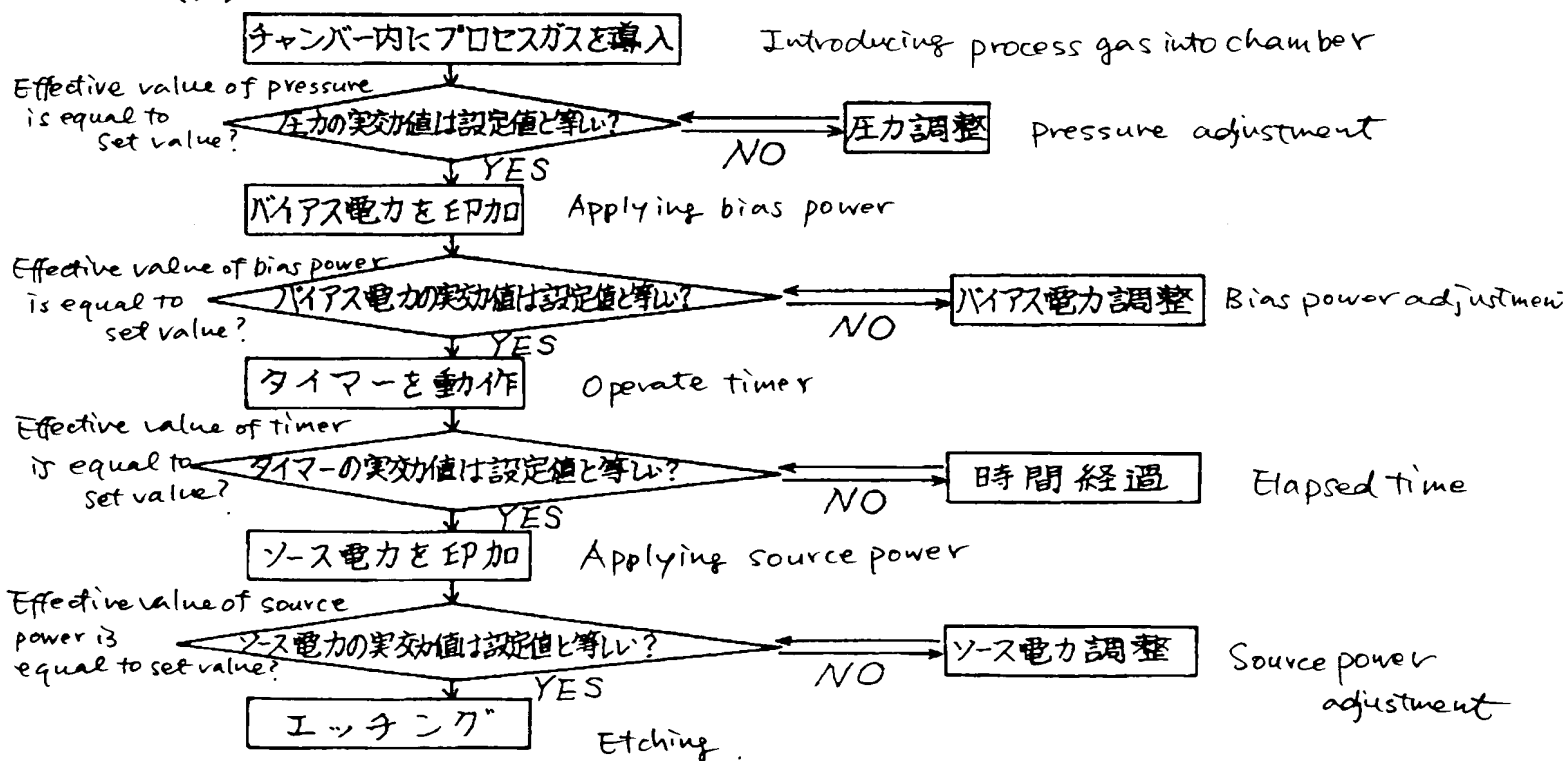 チャンバー内にプロセスガスを導入
Introducing process gas into chamber
Effective value of pressure
is equal to
set value?
圧力の実効値は設定値と等しい?
NO
圧力調整
pressure adjustment
YES
バイアス電力を印加
Applying bias power
Effective value of bias power
is equal to
set value?
バイアス電力の実効値は設定値と等しい?
NO
バイアス電力調整
Bias power adjustmen
YES
タイマーを動作
Operate timer
Effective value of timer
is equal to
set value?
タイマーの実効値は設定値と等しい?
NO
時間経過
Elapsed time
YES
ソース電力を印加
Applying source power
Effective value of source
power is
equal to set value?
ソース電力の実効値は設定値と等しい?
NO
ソース電力調整
Source power
adjustment
YES
エッチング
Etching.